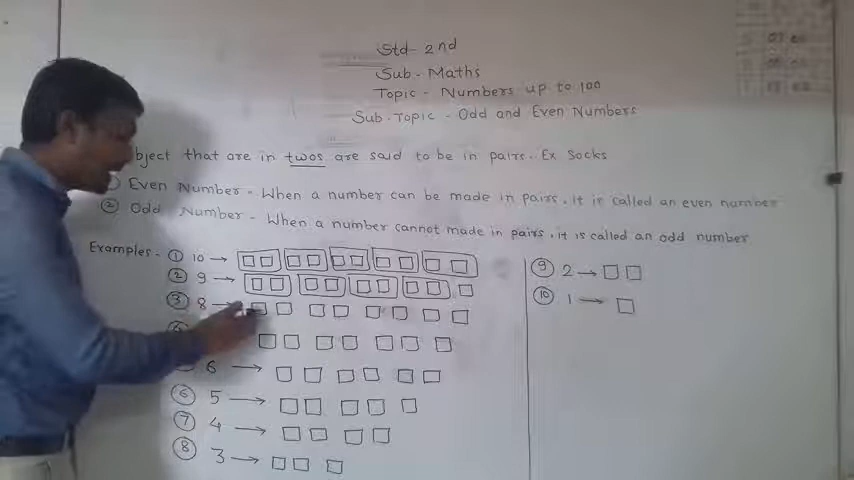 Std- 2nd
Sub- Maths
Topic - Numbers up to 100
Sub-Topic - Odd and Even Numbers
bject that are in twos are said to be in pairs. Ex Socks
Even Number - When a number can be made in pairs, it is called an even number
② Odd Number - When a number cannot made in pairs, it is called an odd number
Examples - ① 10 →
② 9 →
③ 8 →
6 →
⑥ 5 →
⑦ 4 →
⑧ 3 →
⑨ 2 →
⑩ 1 →